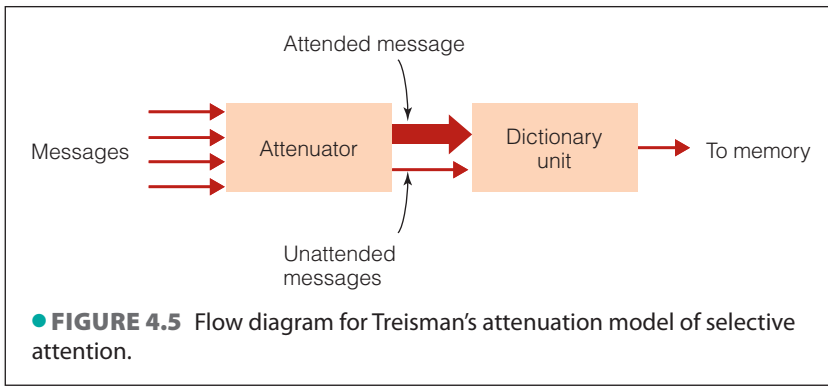 Attended message
Messages
Attenuator
Dictionary
unit
To memory
Unattended
messages
● FIGURE 4.5 Flow diagram for Treisman’s attenuation model of selective
attention.